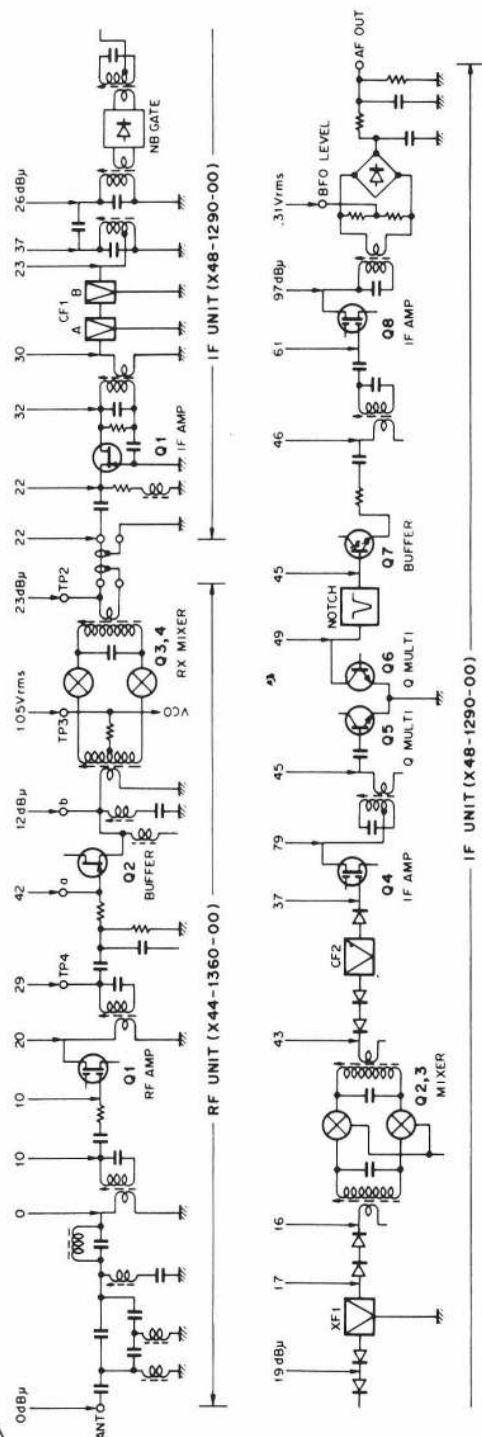 0dBμ
0
10
10
20
29
42
12dBμ
105Vrms
23dBμ
22
22
32
30
23
37
26dBμ
ANT
TP4
a
b
TP3
TP2
CF1
A
B
Q1
RF AMP
Q2
BUFFER
VCO
Q3,4
RX MIXER
Q1
IF AMP
NB GATE
RF UNIT (X44-1360-00)
IF UNIT (X48-1290-00)
19dBμ
17
16
43
37
79
45
49
45
46
61
97dBμ
.31Vrms
BFO LEVEL
AF OUT
XF1
Q2,3
MIXER
CF2
Q4
IF AMP
Q5
Q MULTI
Q6
Q MULTI
NOTCH
Q7
BUFFER
Q8
IF AMP
IF UNIT (X48-1290-00)